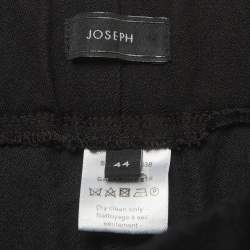 JOSEPH
44
Dry clean only
Nettoyage à sec
seulement